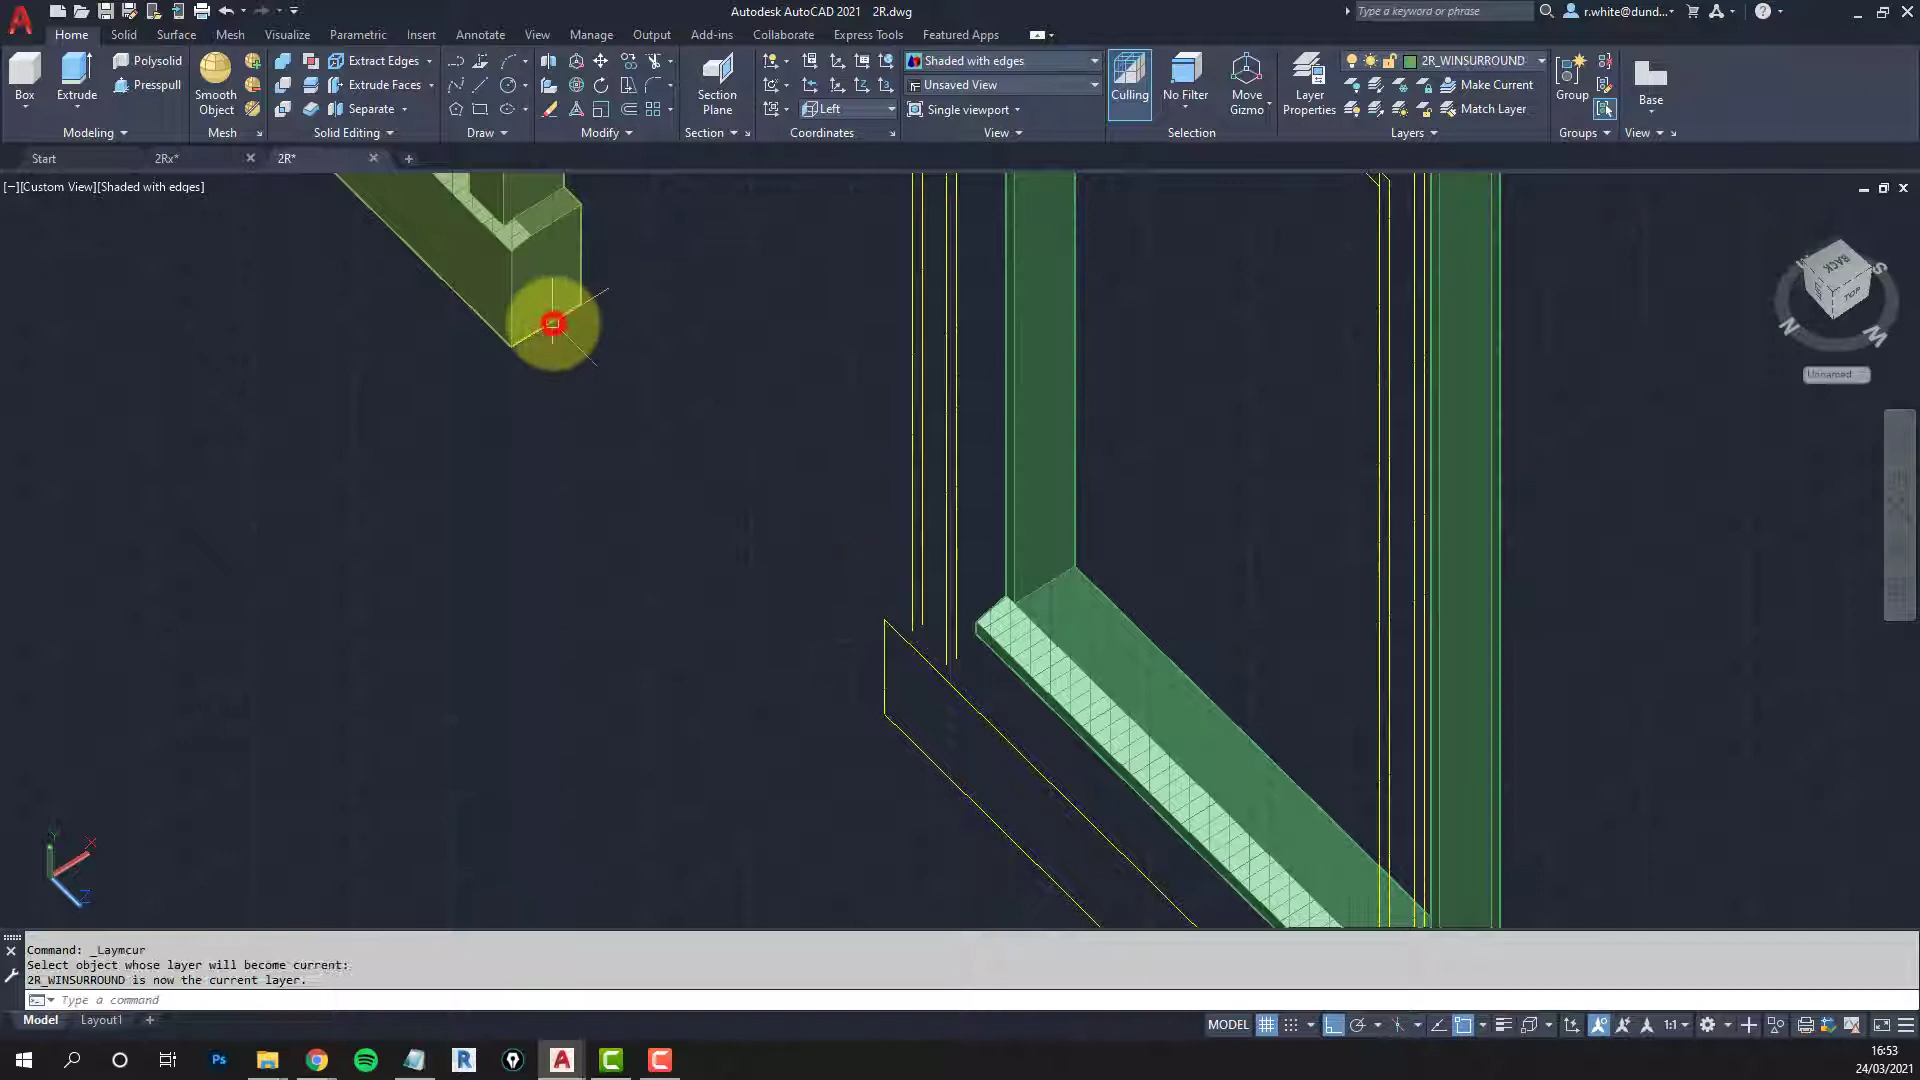 Autodesk AutoCAD 2021 2R.dwg
Type a keyword or phrase
r.white@dund...
Home Solid Surface Mesh Visualize Parametric Insert Annotate View Manage Output Add-ins Collaborate Express Tools Featured Apps
Box
Extrude
Polysolid
Presspull
Modeling
Smooth
Object
Mesh
Extract Edges
Extrude Faces
Separate
Solid Editing
Draw
Modify
Section
Plane
Section
Left
Coordinates
Shaded with edges
Unsaved View
Single viewport
View
Culling
No Filter
Move
Gizmo
Selection
Layer
Properties
2R_WINSURROUND
Make Current
Match Layer
Layers
Group
Groups
Base
View
Start 2Rx* 2R*
[−][Custom View][Shaded with edges]
BACK
TOP
E
S
N
Unnamed
X
Z
Command: _Laymcur
Select object whose layer will become current:
2R_WINSURROUND is now the current layer.
Type a command
Model Layout1
MODEL
1:1
Ps
R
A
C
C
16:53
24/03/2021